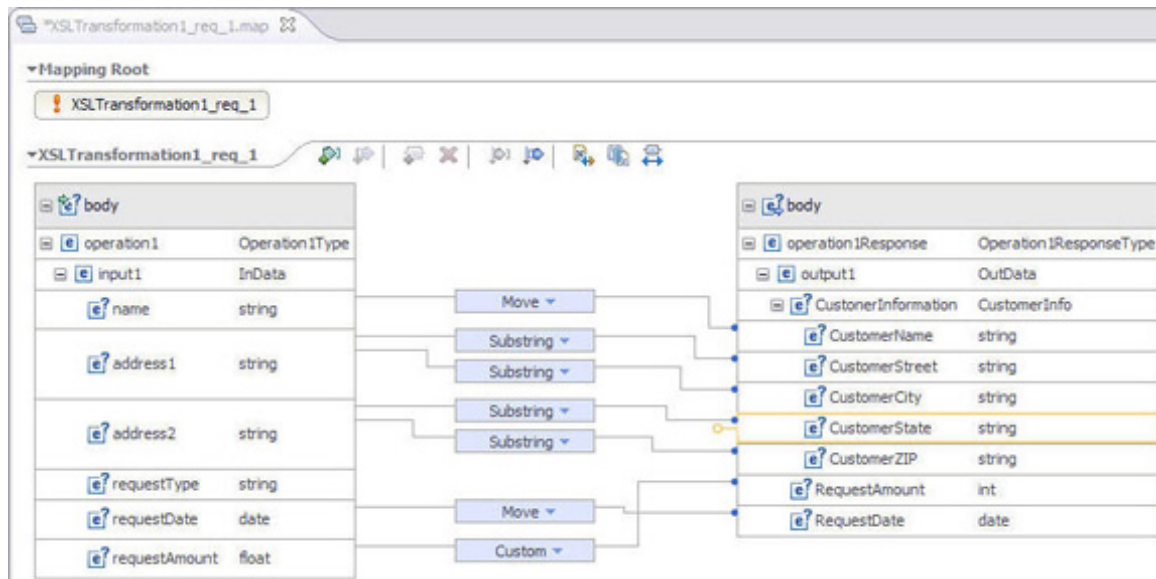 *XSLTransformation1_req_1.map
Mapping Root
XSLTransformation1_req_1
XSLTransformation1_req_1
body
operation1 Operation1Type
input1 InData
name string
address1 string
address2 string
requestType string
requestDate date
requestAmount float
Move
Substring
Substring
Substring
Substring
Move
Custom
body
operation1Response Operation1ResponseType
output1 OutData
CustonerInformation CustomerInfo
CustomerName string
CustomerStreet string
CustomerCity string
CustomerState string
CustomerZIP string
RequestAmount int
RequestDate date